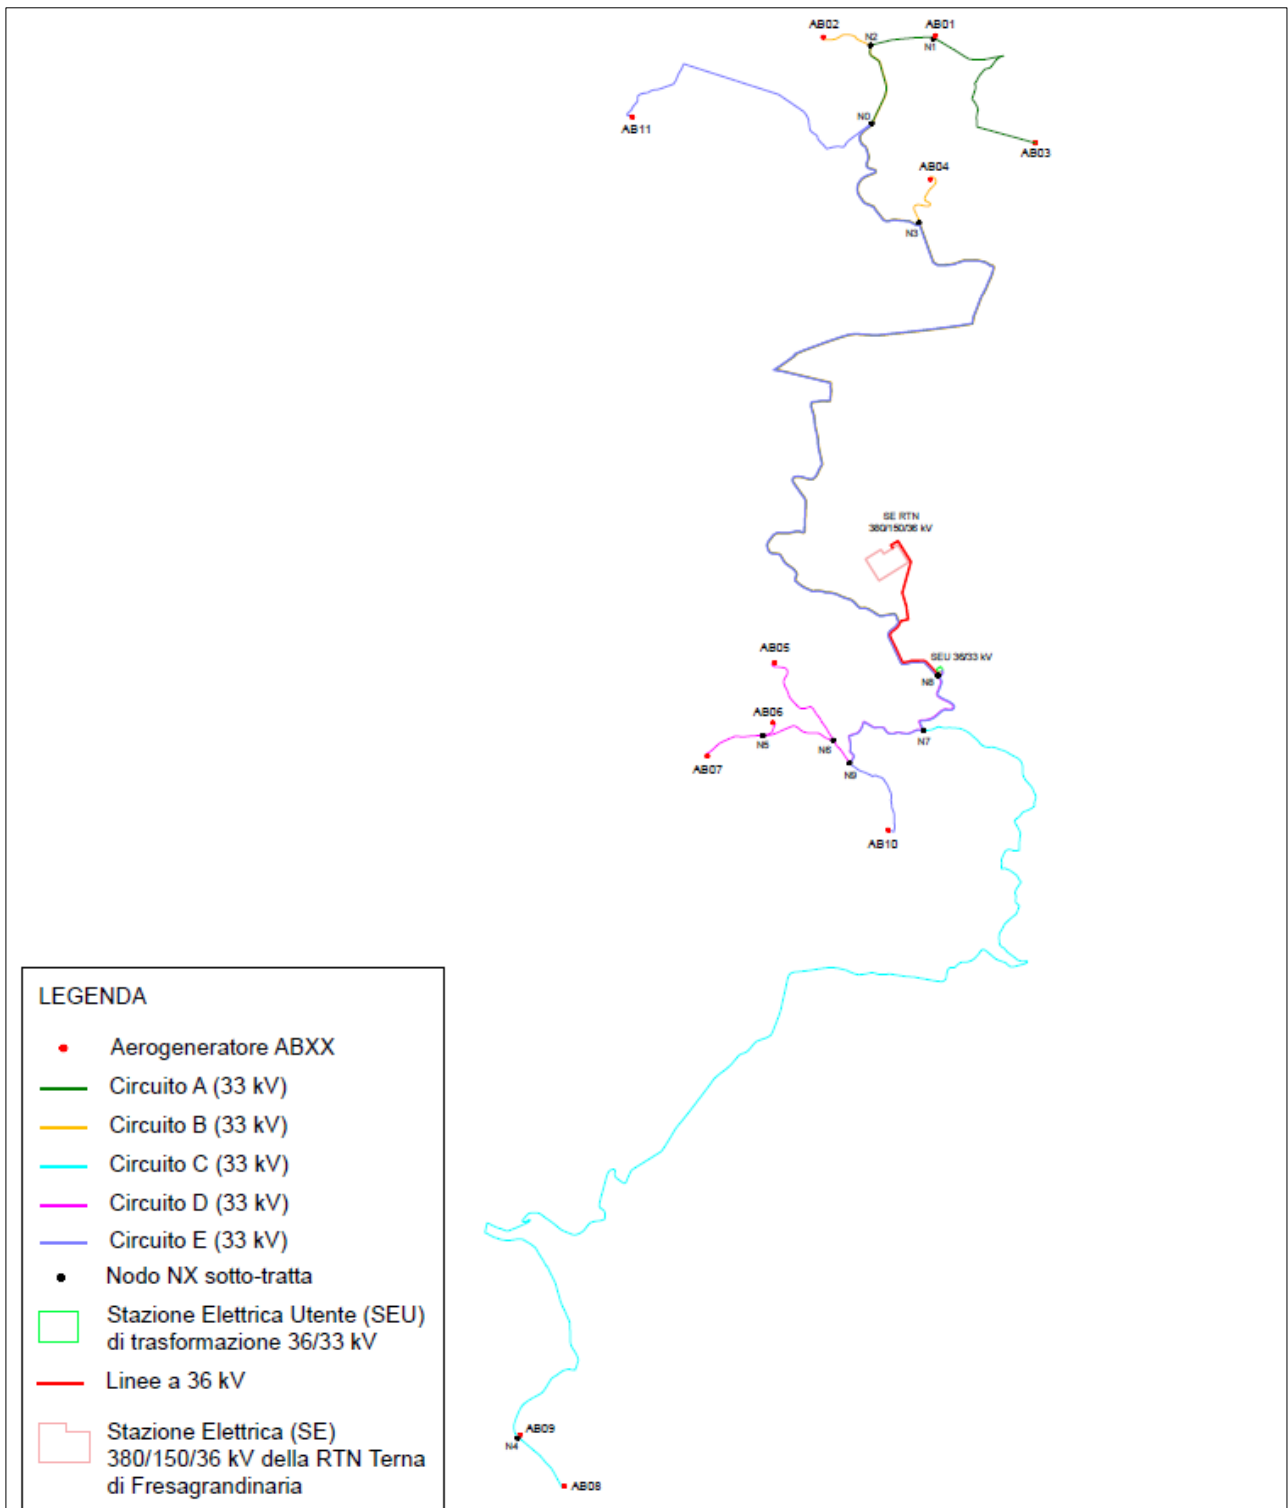 AB02
AB01
N2
N1
AB11
N0
AB03
AB04
N3
SE RTN
380/150/36 kV
SEU 36/33 kV
N8
AB05
AB06
N5
N6
N7
AB07
N9
AB10
LEGENDA
Aerogeneratore ABXX
Circuito A (33 kV)
Circuito B (33 kV)
Circuito C (33 kV)
Circuito D (33 kV)
Circuito E (33 kV)
Nodo NX sotto-tratta
Stazione Elettrica Utente (SEU)
di trasformazione 36/33 kV
Linee a 36 kV
Stazione Elettrica (SE)
380/150/36 kV della RTN Terna
di Fresagrandinaria
AB09
N4
AB08